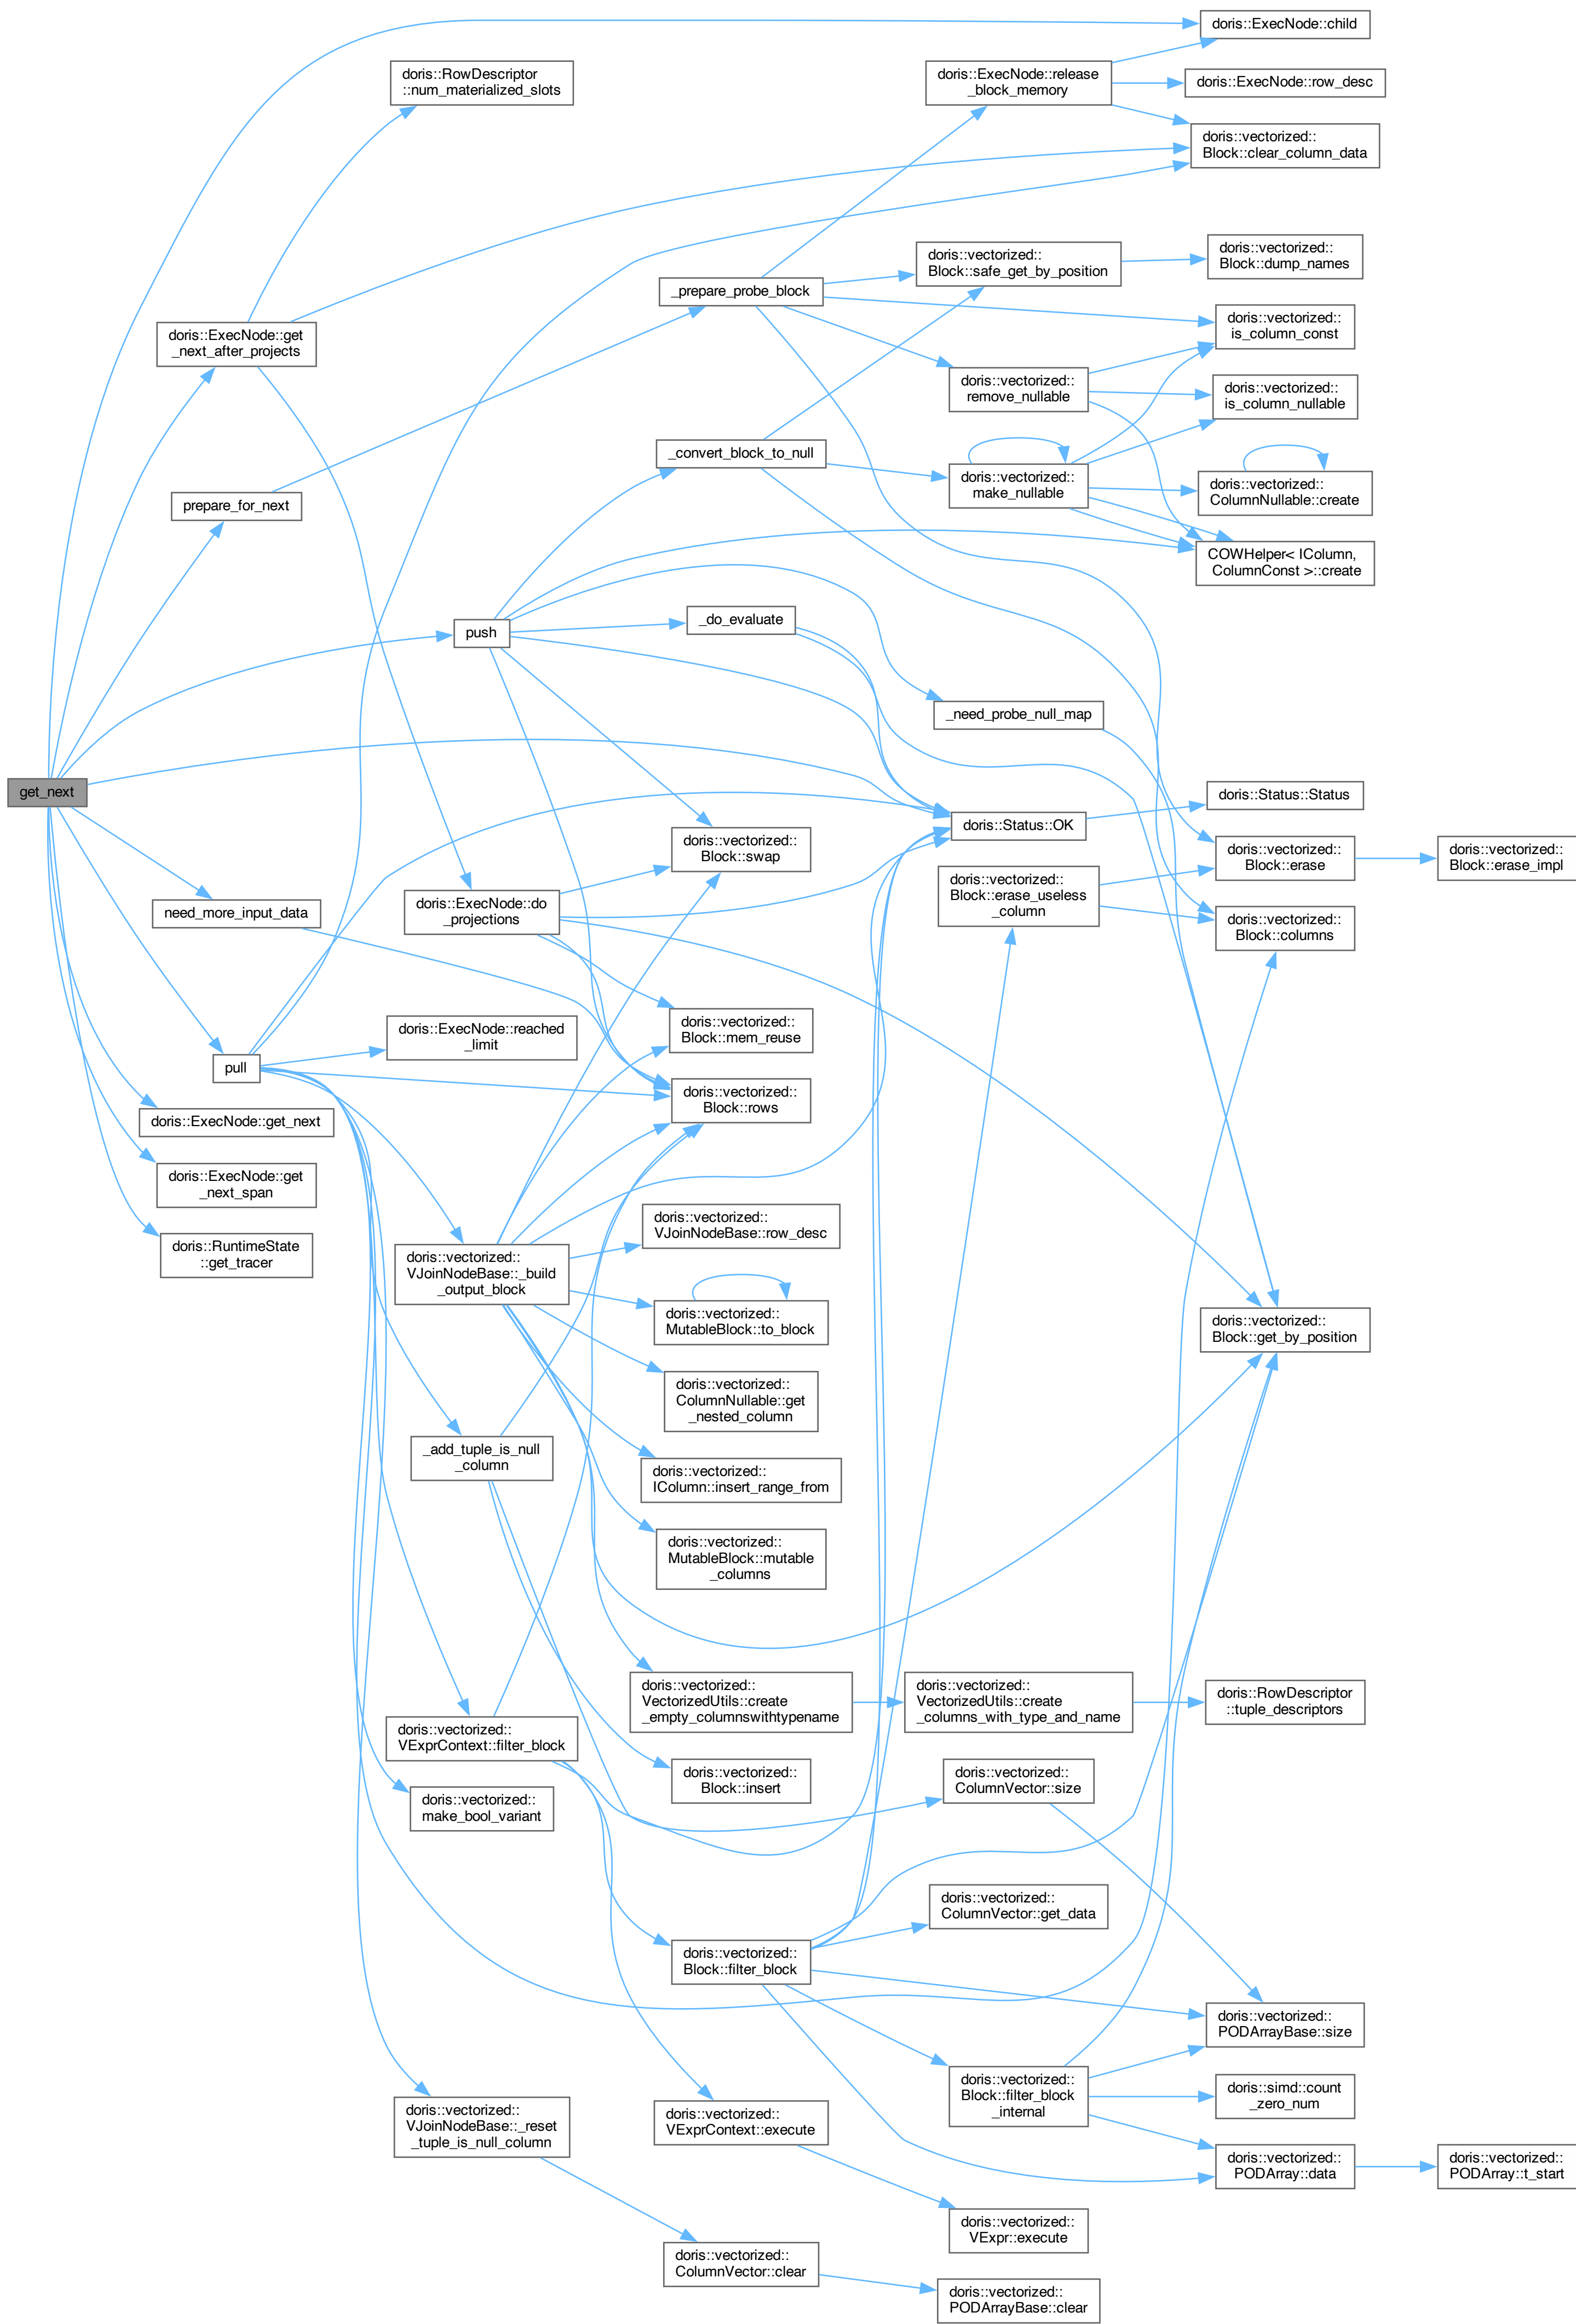 doris::ExecNode::child
doris::RowDescriptor
::num_materialized_slots
doris::ExecNode::release
_block_memory
doris::ExecNode::row_desc
doris::vectorized::
Block::clear_column_data
doris::vectorized::
Block::safe_get_by_position
doris::vectorized::
Block::dump_names
_prepare_probe_block
doris::vectorized::
is_column_const
doris::ExecNode::get
_next_after_projects
doris::vectorized::
remove_nullable
doris::vectorized::
is_column_nullable
_convert_block_to_null
doris::vectorized::
make_nullable
doris::vectorized::
ColumnNullable::create
prepare_for_next
COWHelper< IColumn,
ColumnConst >::create
push
_do_evaluate
_need_probe_null_map
get_next
doris::Status::OK
doris::Status::Status
doris::vectorized::
Block::swap
doris::vectorized::
Block::erase
doris::vectorized::
Block::erase_impl
need_more_input_data
doris::ExecNode::do
_projections
doris::vectorized::
Block::erase_useless
_column
doris::vectorized::
Block::columns
doris::ExecNode::reached
_limit
doris::vectorized::
Block::mem_reuse
pull
doris::ExecNode::get_next
doris::vectorized::
Block::rows
doris::ExecNode::get
_next_span
doris::RuntimeState
::get_tracer
doris::vectorized::
VJoinNodeBase::row_desc
doris::vectorized::
VJoinNodeBase::_build
_output_block
doris::vectorized::
MutableBlock::to_block
doris::vectorized::
Block::get_by_position
doris::vectorized::
ColumnNullable::get
_nested_column
_add_tuple_is_null
_column
doris::vectorized::
IColumn::insert_range_from
doris::vectorized::
MutableBlock::mutable
_columns
doris::vectorized::
VectorizedUtils::create
_empty_columnswithtypename
doris::vectorized::
VectorizedUtils::create
_columns_with_type_and_name
doris::RowDescriptor
::tuple_descriptors
doris::vectorized::
VExprContext::filter_block
doris::vectorized::
Block::insert
doris::vectorized::
ColumnVector::size
doris::vectorized::
make_bool_variant
doris::vectorized::
ColumnVector::get_data
doris::vectorized::
Block::filter_block
doris::vectorized::
PODArrayBase::size
doris::vectorized::
Block::filter_block
_internal
doris::simd::count
_zero_num
doris::vectorized::
VJoinNodeBase::_reset
_tuple_is_null_column
doris::vectorized::
VExprContext::execute
doris::vectorized::
PODArray::data
doris::vectorized::
PODArray::t_start
doris::vectorized::
VExpr::execute
doris::vectorized::
ColumnVector::clear
doris::vectorized::
PODArrayBase::clear